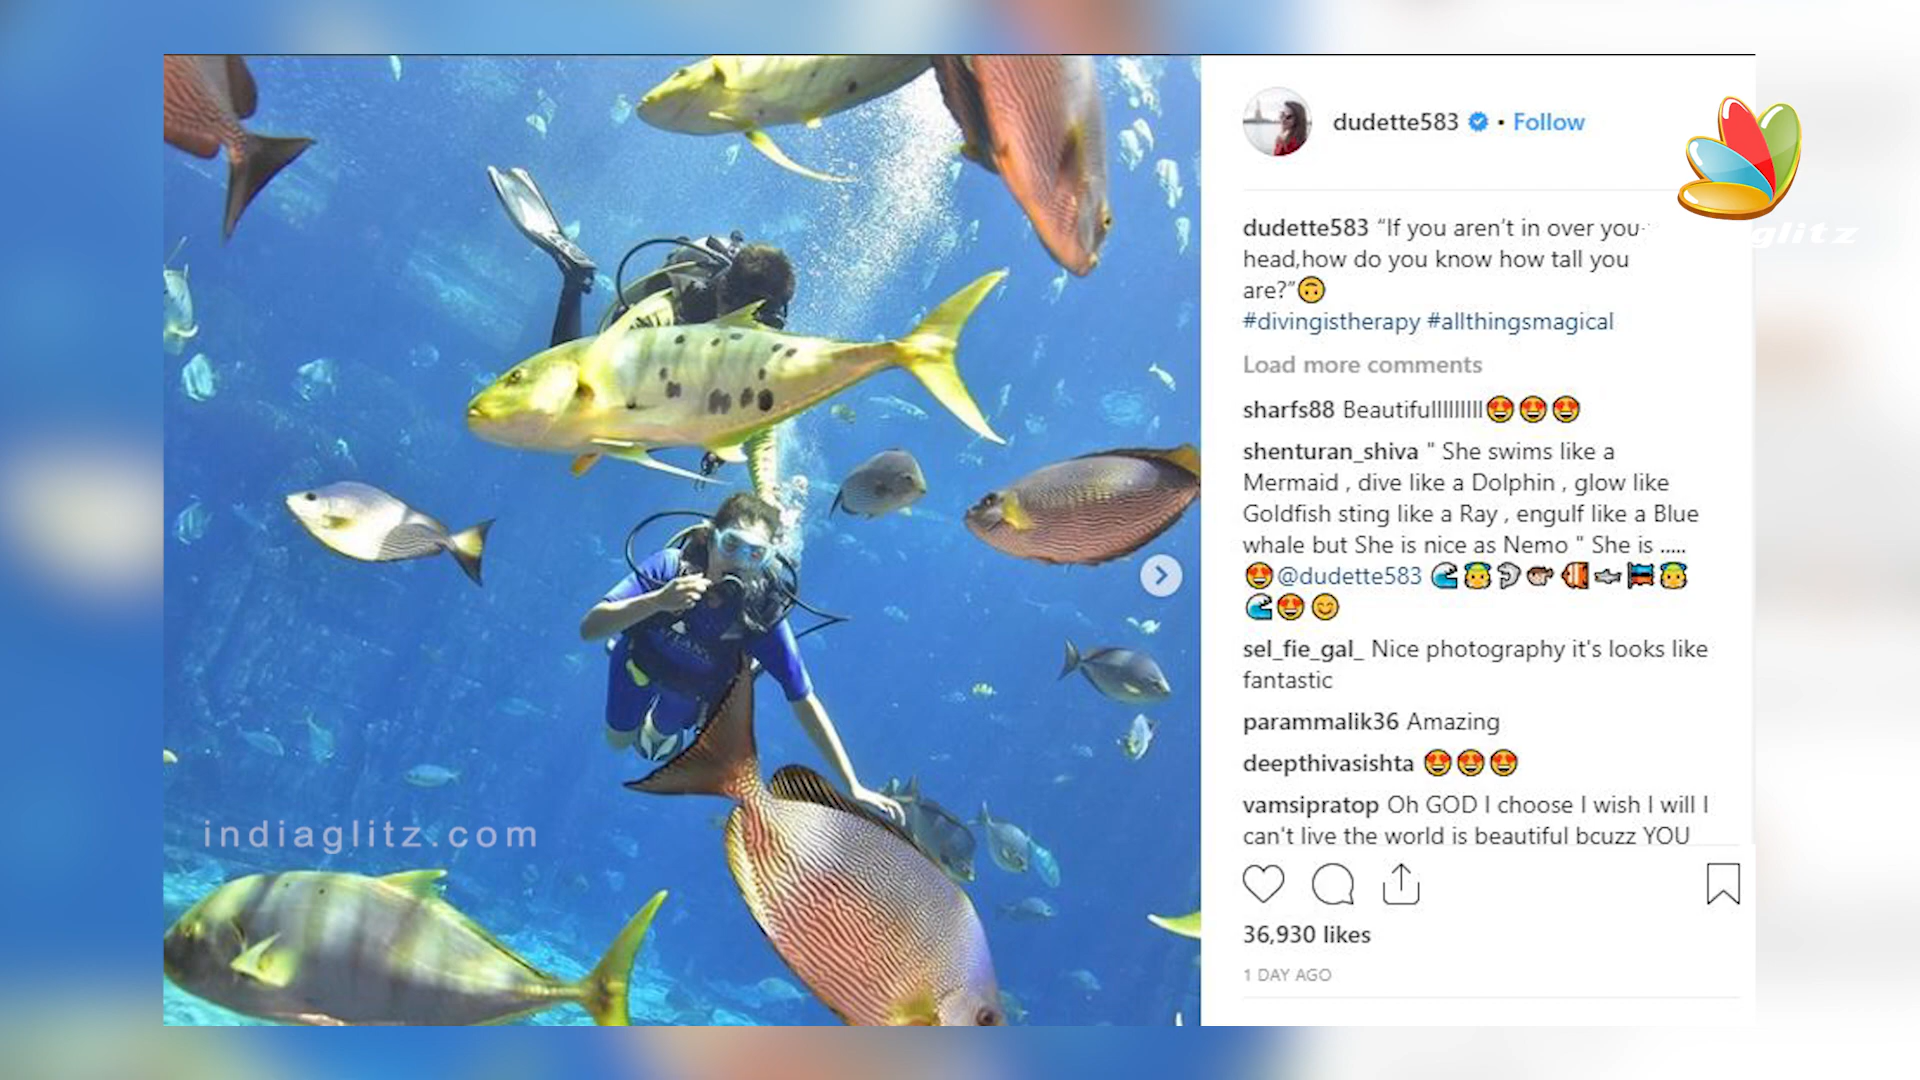 dudette583 • Follow
dudette583 “If you aren’t in over you
head,how do you know how tall you
are?”🙃
#divingistherapy #allthingsmagical
Load more comments
sharfs88 Beautifulllllllll😍😍😍
shenturan_shiva " She swims like a
Mermaid , dive like a Dolphin , glow like
Goldfish sting like a Ray , engulf like a Blue
whale but She is nice as Nemo " She is .....
😍@dudette583
sel_fie_gal_ Nice photography it's looks like
fantastic
parammalik36 Amazing
deepthivasishta 😍😍😍
vamsipratop Oh GOD I choose I wish I will I
can't live the world is beautiful bcuzz YOU
36,930 likes
1 DAY AGO
indiaglitz.com
glitz